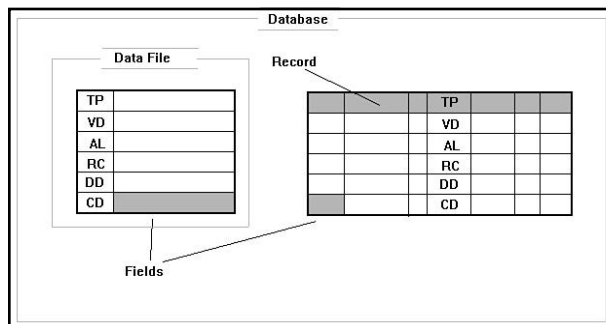 Database
Data File
Record
TP
VD
AL
RC
DD
CD
TP
VD
AL
RC
DD
CD
Fields